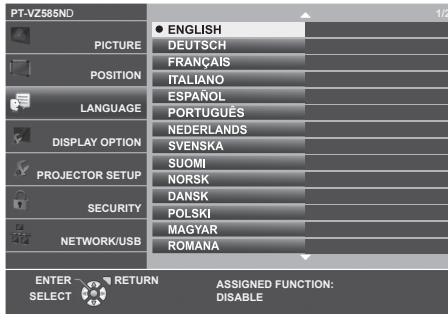 PT-VZ585ND 1/2
PICTURE
POSITION
LANGUAGE
DISPLAY OPTION
PROJECTOR SETUP
SECURITY
NETWORK/USB
ENGLISH
DEUTSCH
FRANÇAIS
ITALIANO
ESPAÑOL
PORTUGUÊS
NEDERLANDS
SVENSKA
SUOMI
NORSK
DANSK
POLSKI
MAGYAR
ROMANA
ENTER RETURN
SELECT
ASSIGNED FUNCTION:
DISABLE